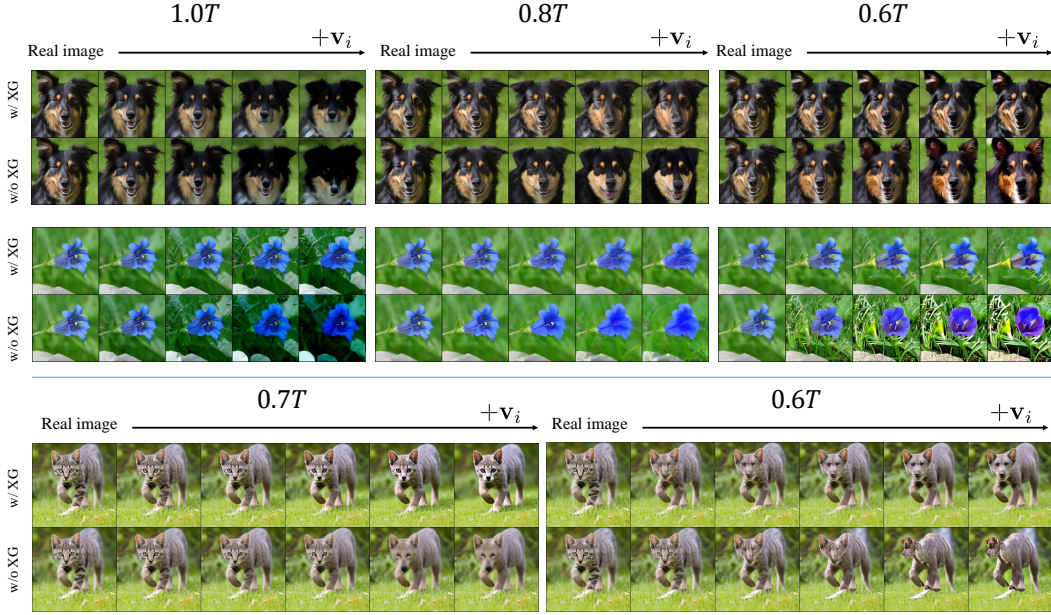 1.0T 0.8T 0.6T
Real image +v_i Real image +v_i Real image +v_i
w/ XG
w/o XG
w/ XG
w/o XG
0.7T 0.6T
Real image +v_i Real image +v_i
w/ XG
w/o XG